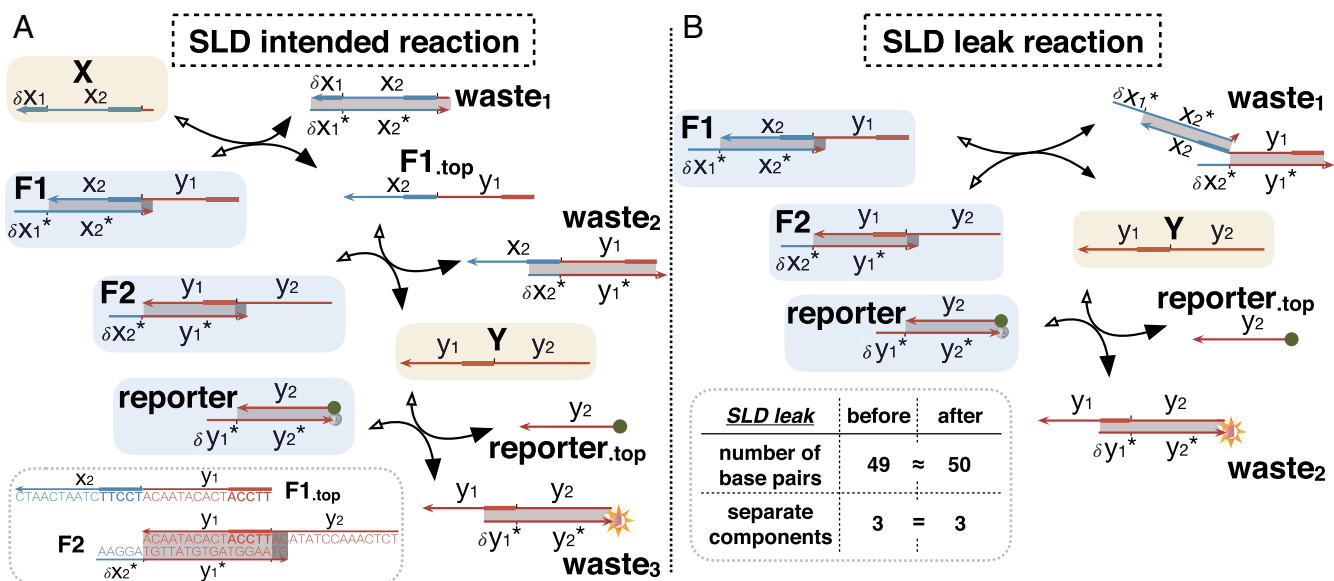 A
SLD intended reaction
X
δx1 x2
x2
δx1
waste1
δx1* x2*
F1.top
x2 y1
F1
x2 y1
δx1* x2*
waste2
x2 y1
δx2* y1*
F2
y1 y2
δx2* y1*
Y
y1 y2
reporter
y2
δy1* y2*
y2
reporter.top
y1 y2
δy1* y2*
waste3
x2 y1
F1.top
CTAACTAATCTTCCTACAATACACTACCTT
y1 y2
F2
ACAATACACTACCTTACATATCCAAACTCT
AAGGATGTTATGTGATGGAATG
δx2* y1*
B
SLD leak reaction
F1
x2 y1
δx1* x2*
δx1* x2*
waste1
x2 y1
δx2* y1*
F2
y1 y2
δx2* y1*
Y
y1 y2
reporter
y2
δy1* y2*
reporter.top
y2
y1 y2
δy1* y2*
waste2
SLD leak before after
number of base pairs 49 ≈ 50
separate components 3 = 3